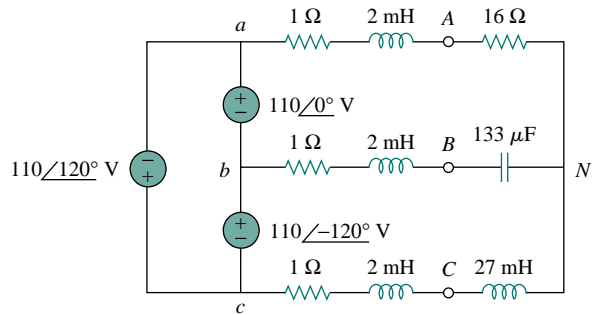 1 Ω 2 mH A 16 Ω
a
+
−
110/0° V
1 Ω 2 mH B 133 μF
110/120° V
−
+
b
N
+
−
110/−120° V
1 Ω 2 mH C 27 mH
c